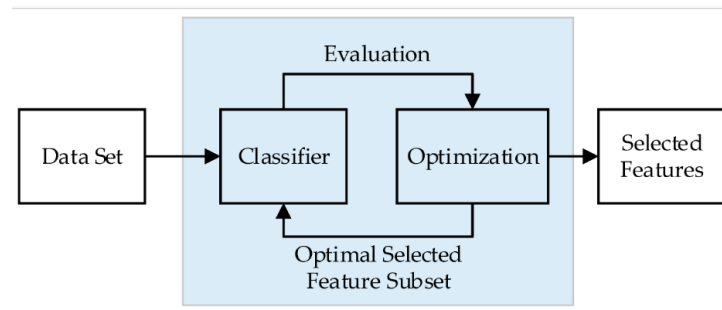 Evaluation
Data Set
Classifier
Optimization
Selected
Features
Optimal Selected
Feature Subset